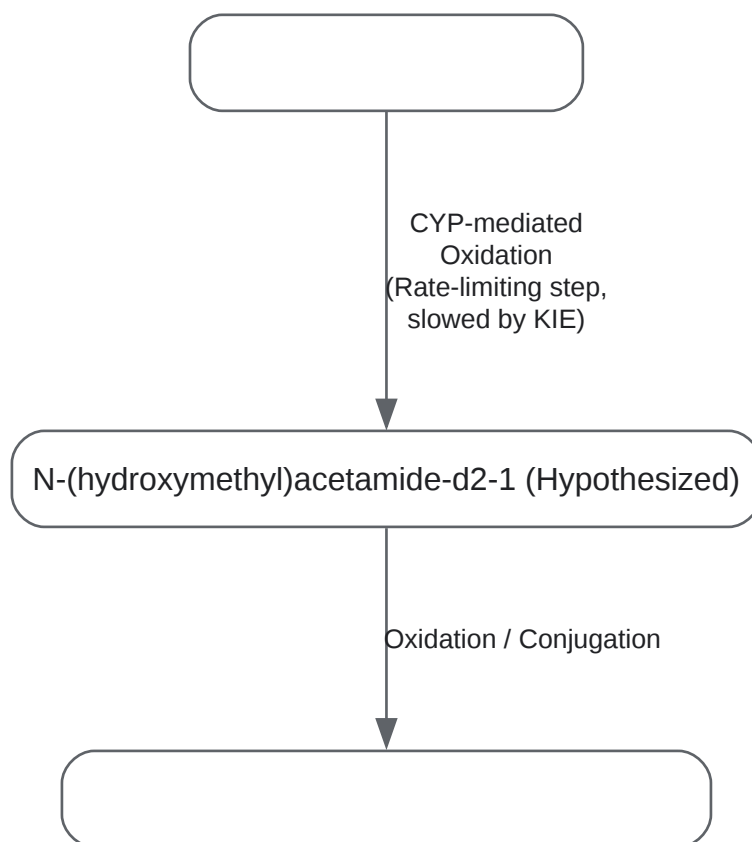 CYP-mediated
Oxidation
(Rate-limiting step,
slowed by KIE)
N-(hydroxymethyl)acetamide-d2-1 (Hypothesized)
Oxidation / Conjugation